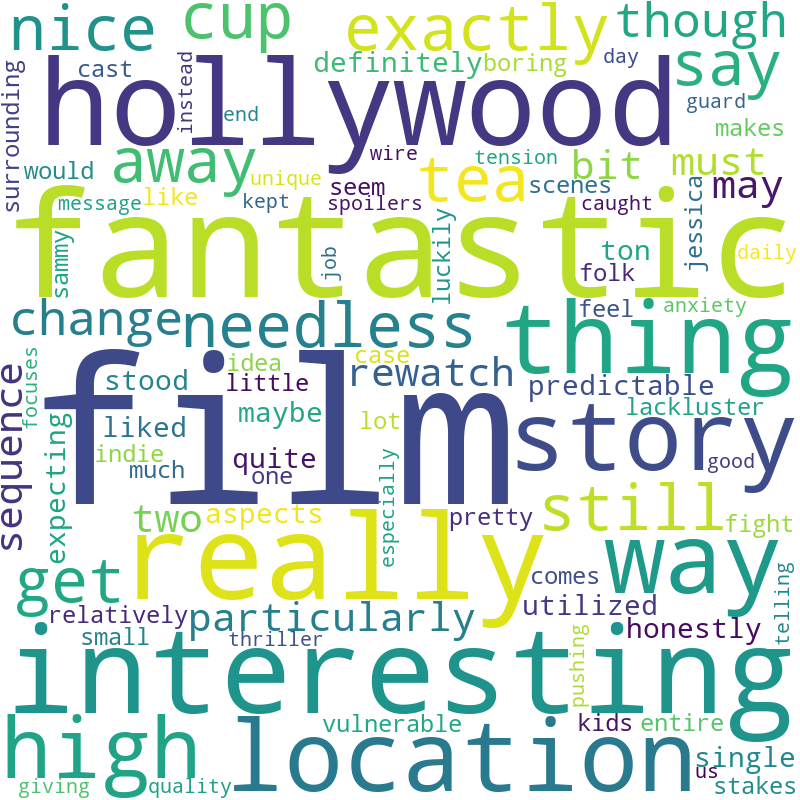 nice
cup
exactly
though
cast
instead
end
definitely
boring
day
say
surrounding
hollywood
guard
makes
would
away
wire
tension
bit
must
unique
tea
scenes
may
message
like
kept
seem
spoilers
caught
fantastic
sammy
job
luckily
ton
folk
jessica
daily
change
needless
thing
feel
anxiety
focuses
idea
case
stood
little
rewatch
predictable
sequence
film
liked
maybe
lot
story
lackluster
expecting
indie
much
quite
one
especially
good
two
aspects
pretty
still
fight
really
way
get
comes
telling
relatively
particularly
utilized
small
thriller
honestly
interesting
pushing
high
location
vulnerable
kids
entire
single
us
giving
quality
stakes